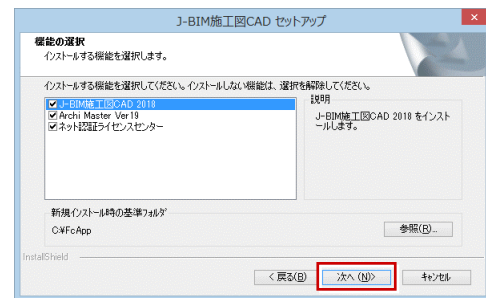 J-BIM施工図CAD セットアップ
機能の選択
インストールする機能を選択します。
インストールする機能を選択してください。インストールしない機能は、選択を解除してください。
J-BIM施工図CAD 2018
Archi Master Ver19
ネット認証ライセンスセンター
説明
J-BIM施工図CAD 2018 をインスト
ールします。
新規インストール時の基準フォルダ
C:¥FcApp
参照(R)...
InstallShield
< 戻る(B)
次へ (N)>
キャンセル